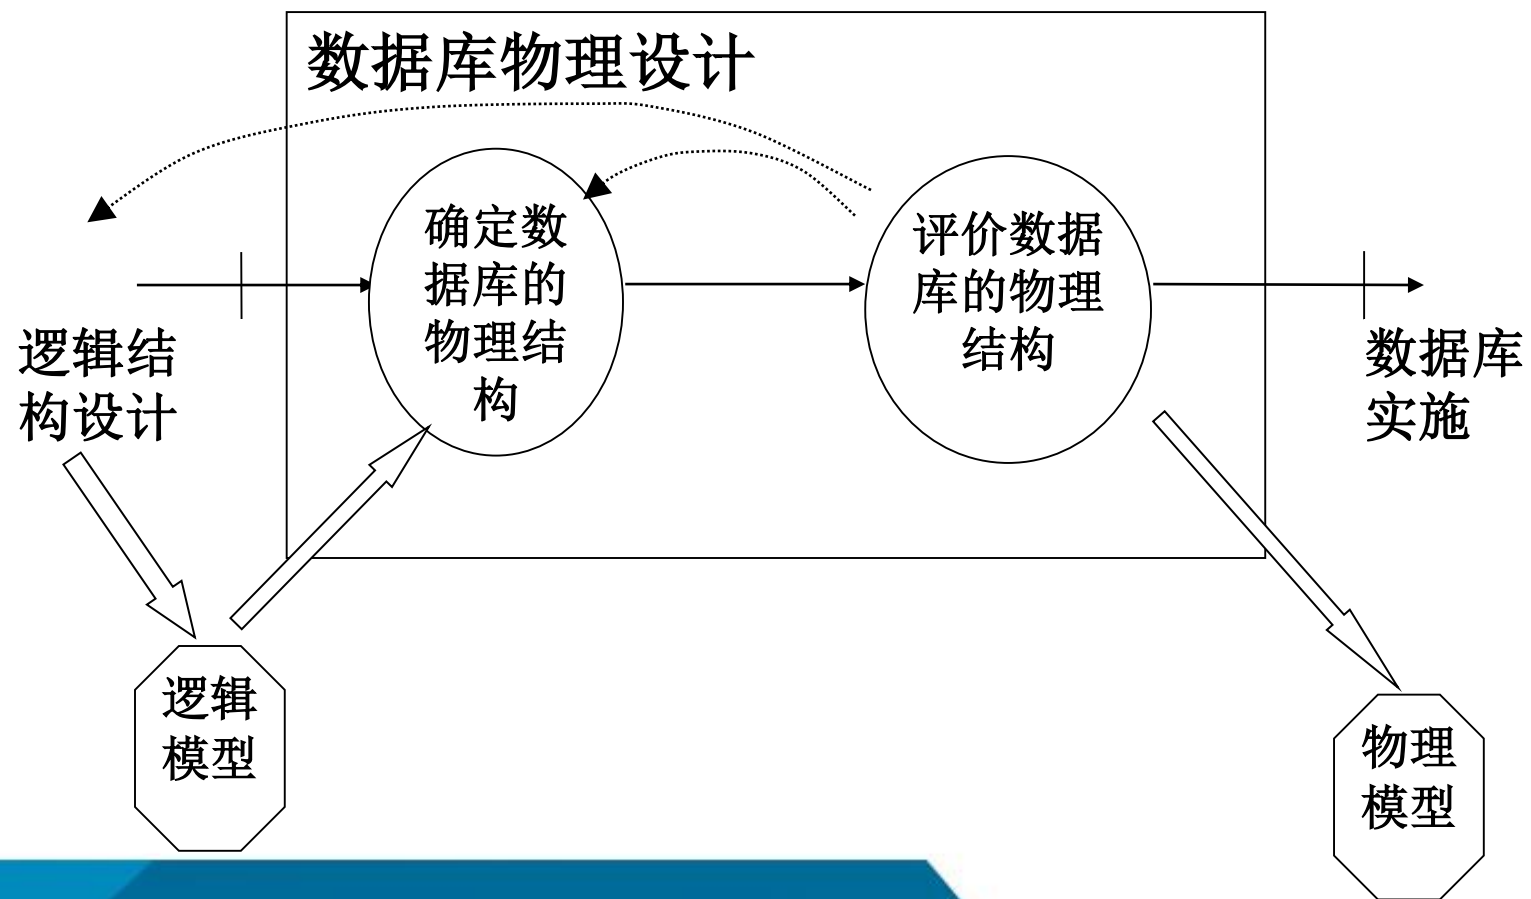 数据库物理设计
确定数
据库的
物理结
构
评价数据
库的物理
结构
逻辑结
构设计
数据库
实施
逻辑
模型
物理
模型